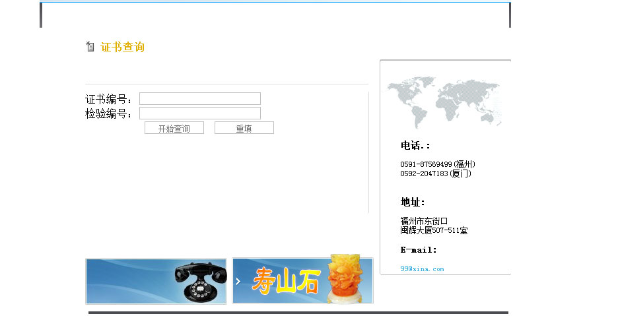 证书查询
证书编号：
检验编号：
开始查询 重填
电话.:
0591-87569499(福州)
0592-2047183(厦门)
地址:
福州市东街口
闽辉大厦507-511室
E-mail:
99@sina.com
寿山石